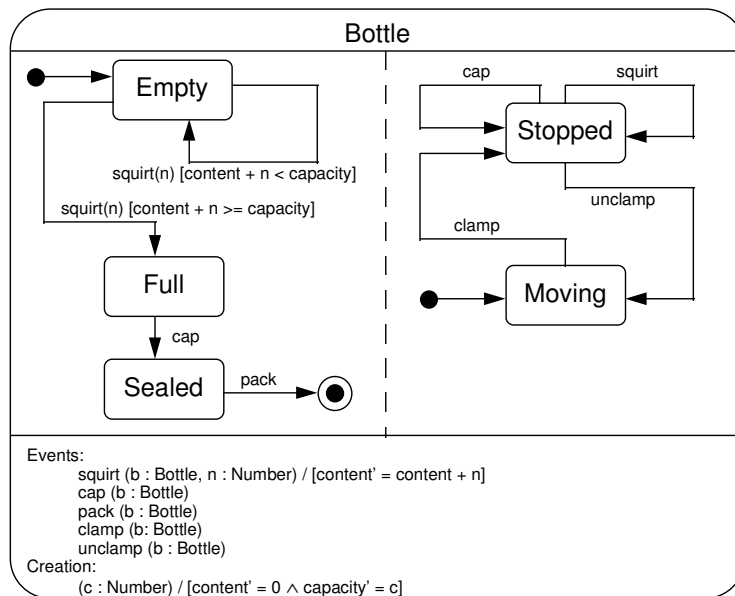 Bottle
Empty
squirt(n) [content + n < capacity]
squirt(n) [content + n >= capacity]
Full
cap
Sealed
pack
cap
squirt
Stopped
unclamp
clamp
Moving
Events:
squirt (b : Bottle, n : Number) / [content’ = content + n]
cap (b : Bottle)
pack (b : Bottle)
clamp (b: Bottle)
unclamp (b : Bottle)
Creation:
(c : Number) / [content’ = 0 ∧ capacity’ = c]